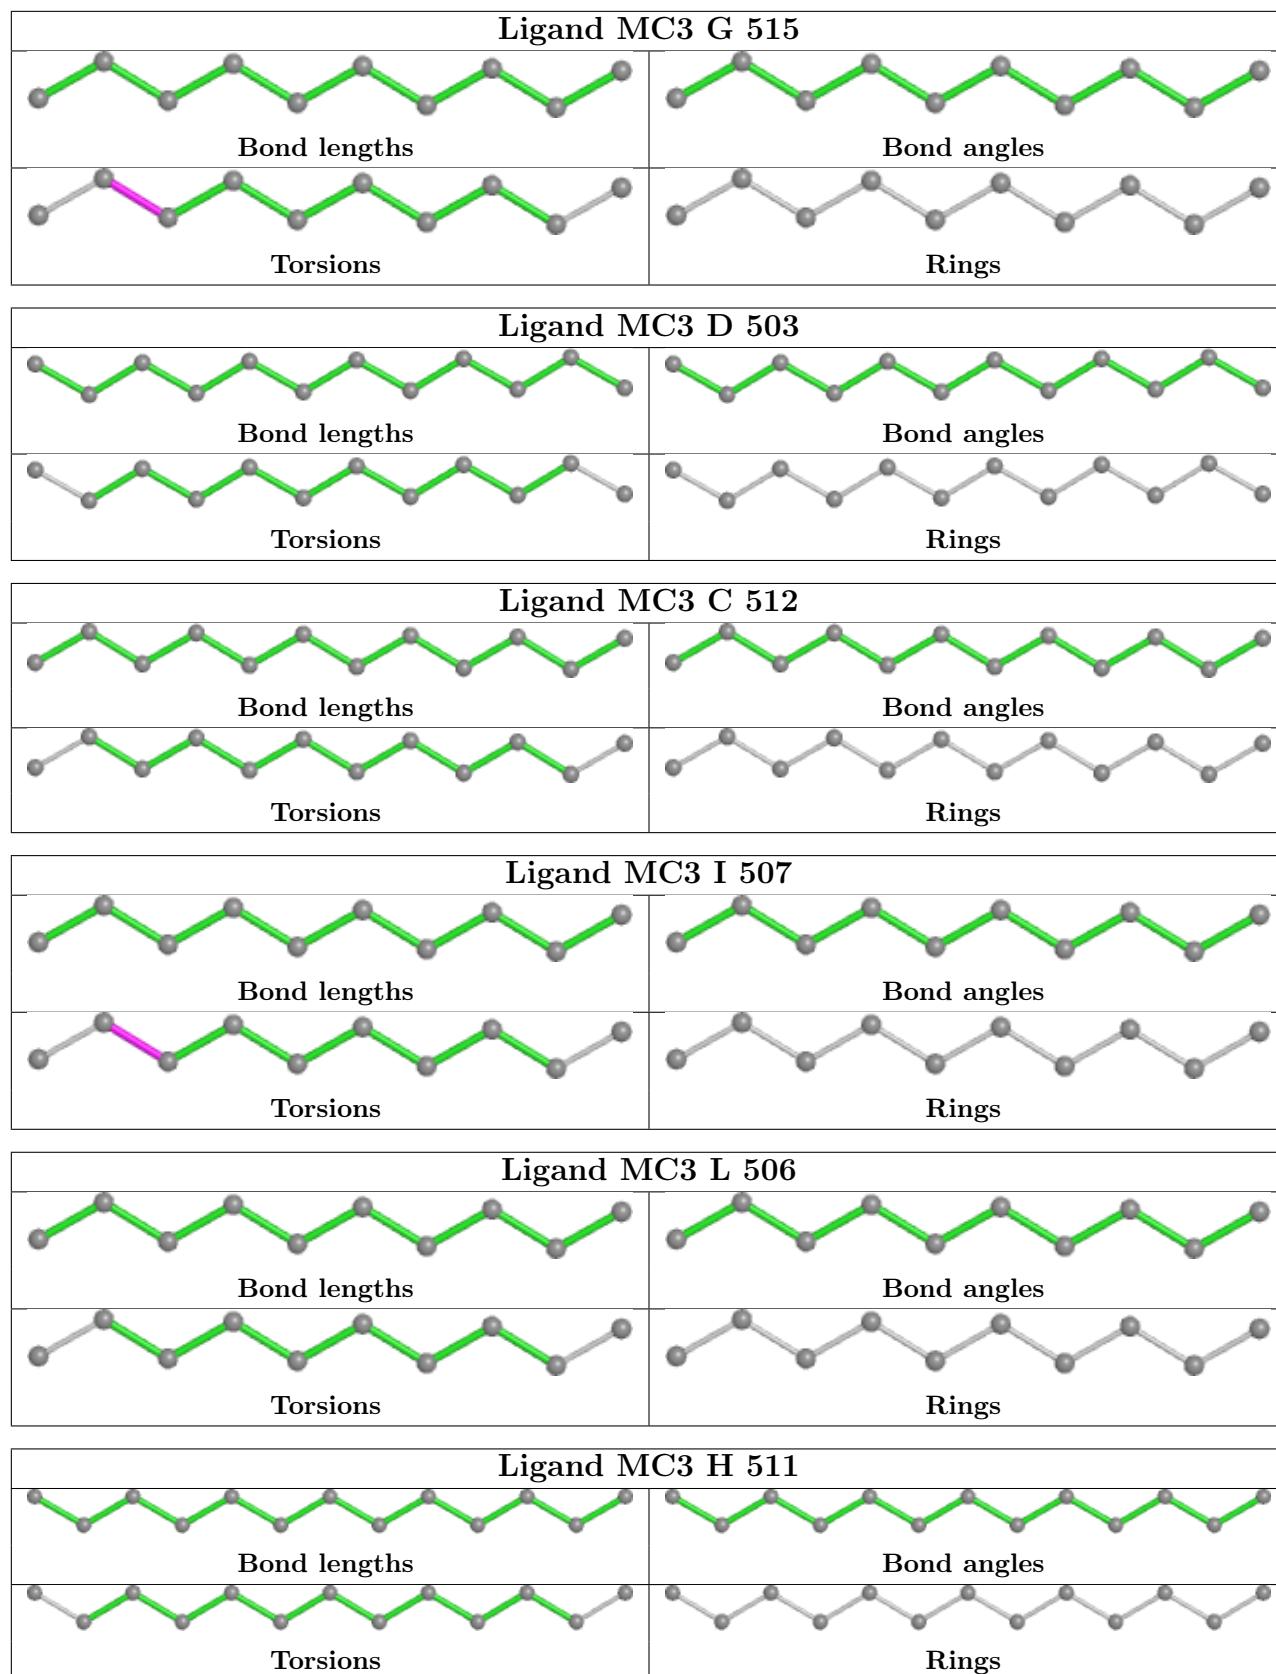 Ligand MC3 G 515
Bond lengths Bond angles
Torsions Rings
Ligand MC3 D 503
Bond lengths Bond angles
Torsions Rings
Ligand MC3 C 512
Bond lengths Bond angles
Torsions Rings
Ligand MC3 I 507
Bond lengths Bond angles
Torsions Rings
Ligand MC3 L 506
Bond lengths Bond angles
Torsions Rings
Ligand MC3 H 511
Bond lengths Bond angles
Torsions Rings